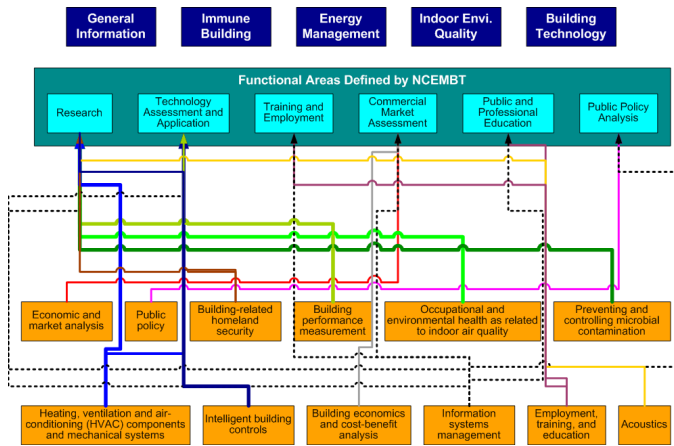 General
Information
Immune
Building
Energy
Management
Indoor Envi.
Quality
Building
Technology
Functional Areas Defined by NCEMBT
Research
Technology
Assessment and
Application
Training and
Employment
Commercial
Market
Assessment
Public and
Professional
Education
Public Policy
Analysis
Economic and
market analysis
Public
policy
Building-related
homeland
security
Building
performance
measurement
Occupational and
environmental health as related
to indoor air quality
Preventing and
controlling microbial
contamination
Heating, ventilation and air-
conditioning (HVAC) components
and mechanical systems
Intelligent building
controls
Building economics
and cost-benefit
analysis
Information
systems
management
Employment,
training, and
education
Acoustics